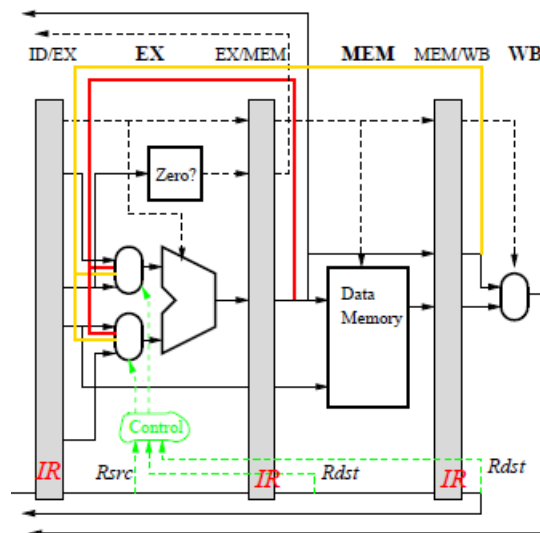 ID/EX EX EX/MEM MEM MEM/WB WB
Zero?
Data
Memory
Control
IR Rsrc IR Rdst IR Rdst